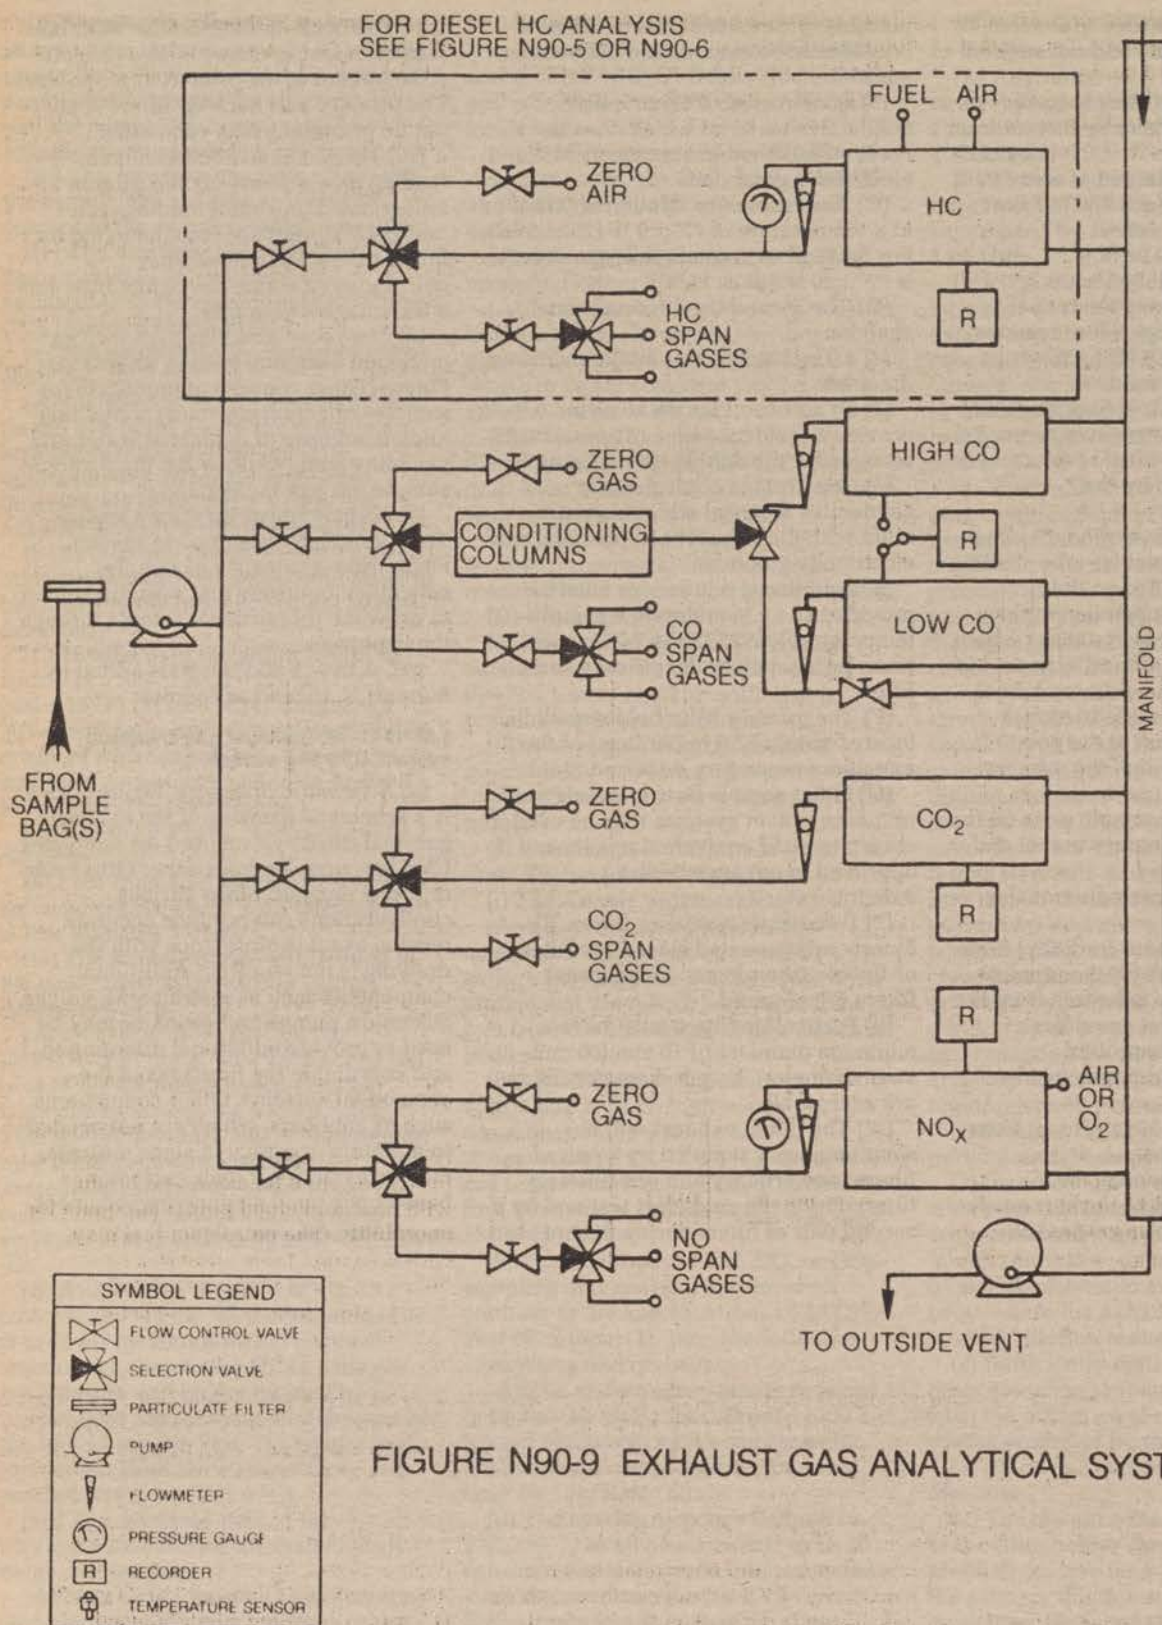 FOR DIESEL HC ANALYSIS
SEE FIGURE N90-5 OR N90-6
FUEL AIR
ZERO
AIR
HC
R
HC
SPAN
GASES
ZERO
GAS
CONDITIONING
COLUMNS
HIGH CO
R
LOW CO
CO
SPAN
GASES
MANIFOLD
FROM
SAMPLE
BAG(S)
ZERO
GAS
CO2
R
CO2
SPAN
GASES
R
ZERO
GAS
NOX
AIR
OR
O2
NO
SPAN
GASES
TO OUTSIDE VENT
SYMBOL LEGEND
FLOW CONTROL VALVE
SELECTION VALVE
PARTICULATE FILTER
PUMP
FLOWMETER
PRESSURE GAUGE
R RECORDER
TEMPERATURE SENSOR
FIGURE N90-9 EXHAUST GAS ANALYTICAL SYST